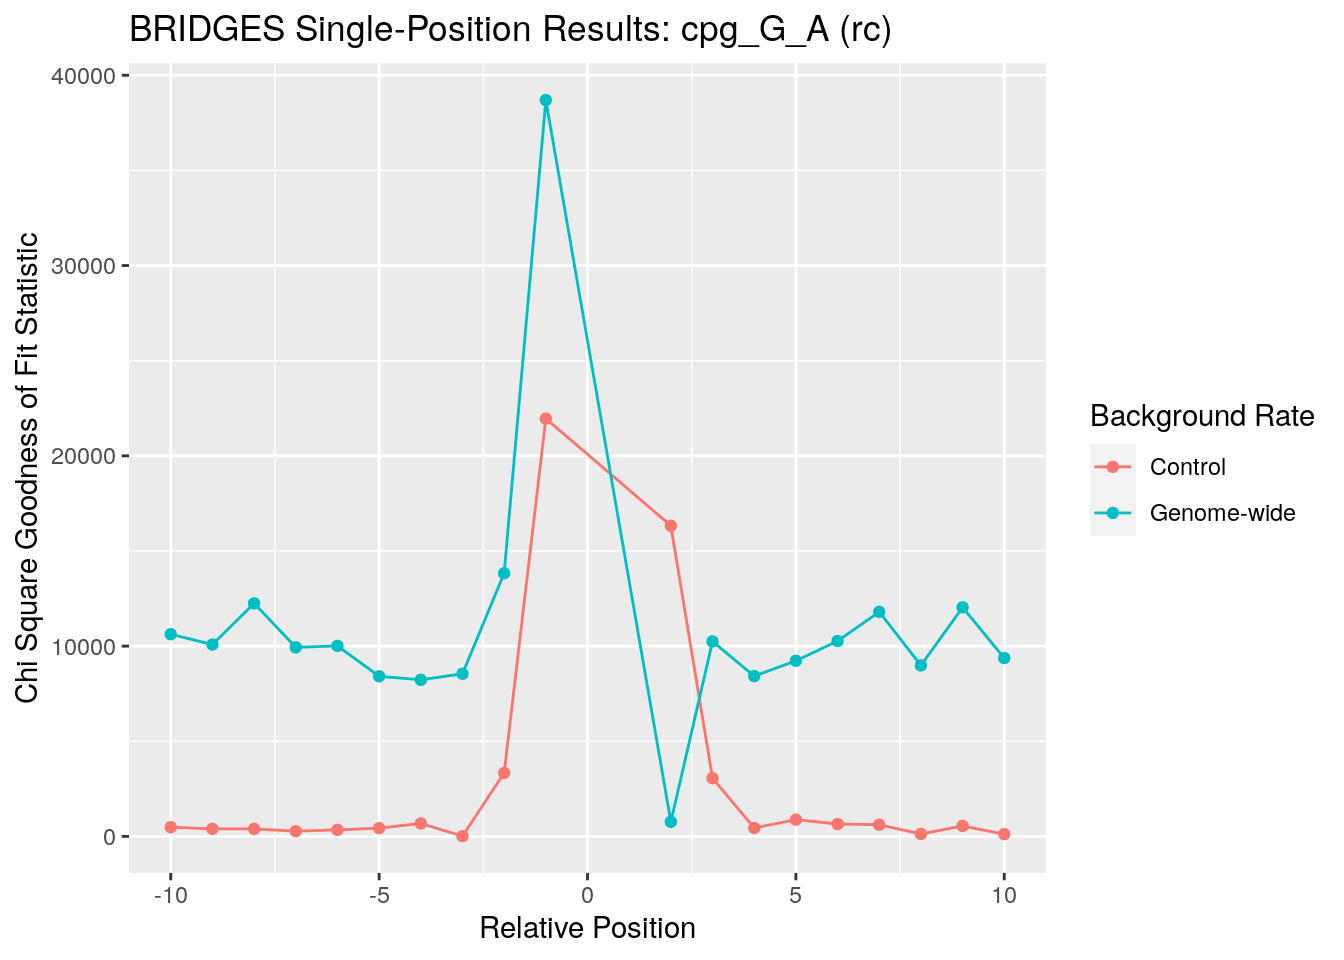 BRIDGES Single-Position Results: cpg_G_A (rc)
Chi Square Goodness of Fit Statistic
40000
30000
20000
10000
0
-10
-5
0
5
10
Relative Position
Background Rate
Control
Genome-wide